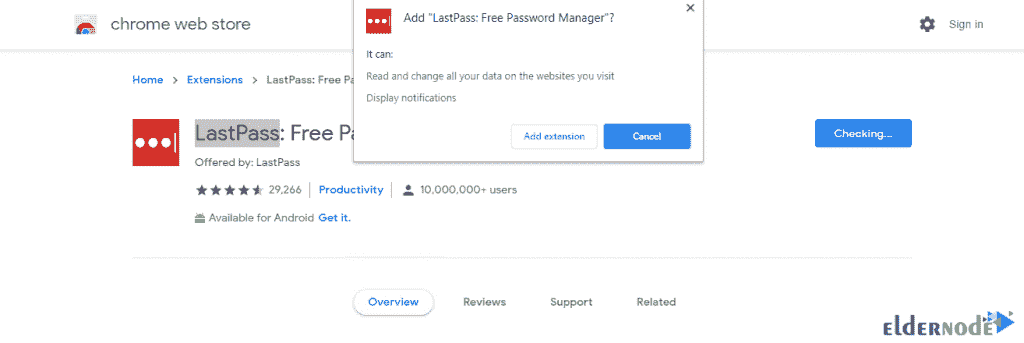 chrome web store
Sign in
Add "LastPass: Free Password Manager"?
It can:
Read and change all your data on the websites you visit
Display notifications
Add extension
Cancel
Home
Extensions
LastPass: Free Pa
LastPass: Free Pa
Checking...
Offered by: LastPass
29,266
Productivity
10,000,000+ users
Available for Android Get it.
Overview
Reviews
Support
Related
eldernode